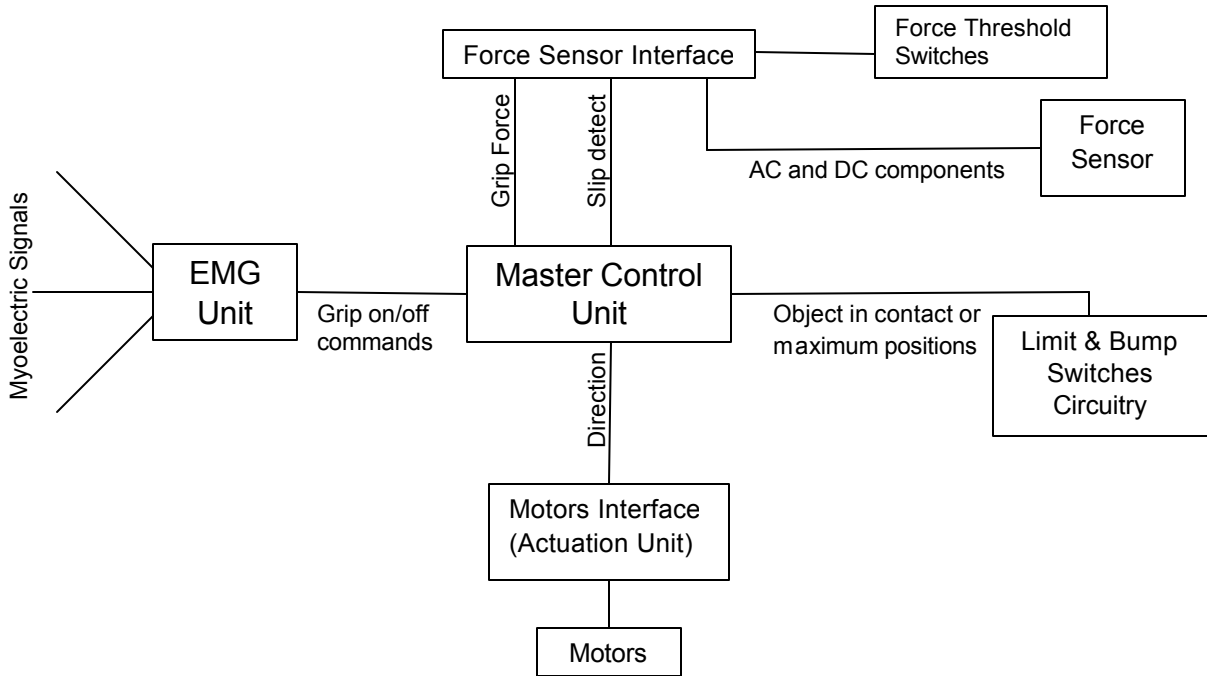 Force Sensor Interface
Force Threshold
Switches
Grip Force
Slip detect
Force
Sensor
AC and DC components
Myoelectric Signals
EMG
Unit
Grip on/off
commands
Master Control
Unit
Object in contact or
maximum positions
Limit & Bump
Switches
Circuitry
Direction
Motors Interface
(Actuation Unit)
Motors